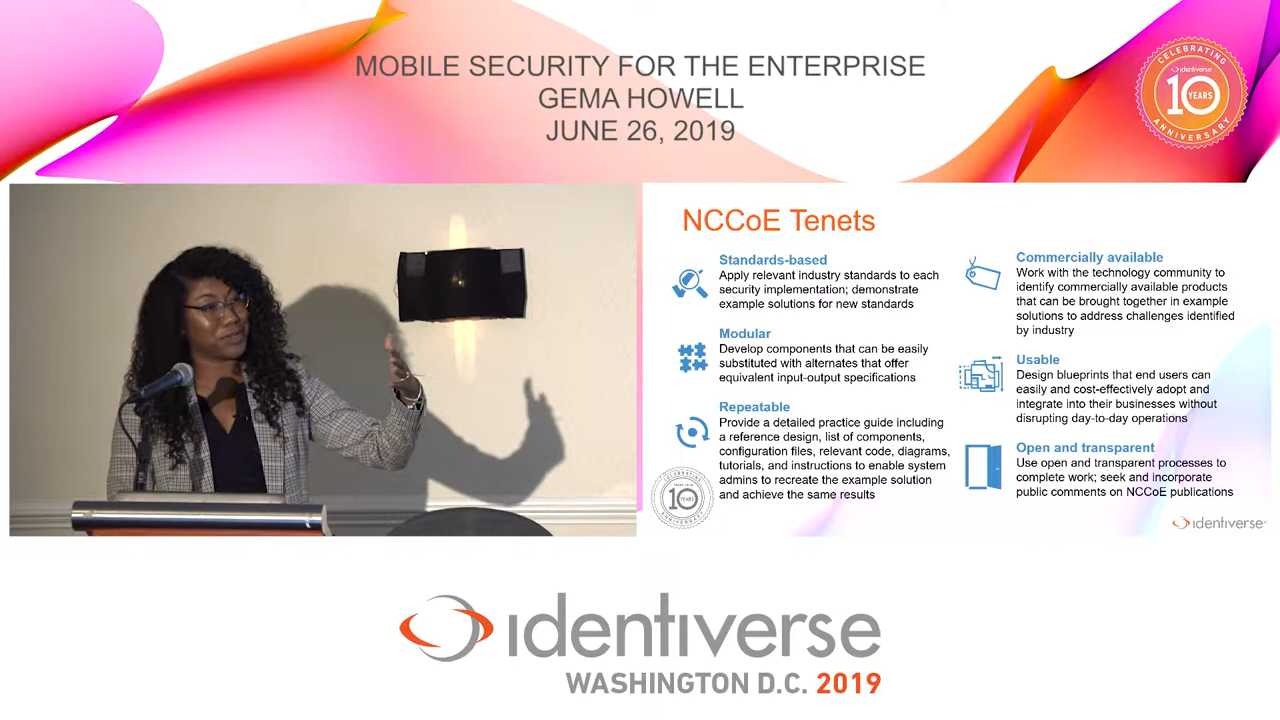 MOBILE SECURITY FOR THE ENTERPRISE
GEMA HOWELL
JUNE 26, 2019
CELEBRATING
identiverse
10
YEARS
ANNIVERSARY
NCCoE Tenets
Standards-based
Apply relevant industry standards to each
security implementation; demonstrate
example solutions for new standards
Modular
Develop components that can be easily
substituted with alternates that offer
equivalent input-output specifications
Repeatable
Provide a detailed practice guide including
a reference design, list of components,
configuration files, relevant code, diagrams,
tutorials, and instructions to enable system
admins to recreate the example solution
and achieve the same results
Commercially available
Work with the technology community to
identify commercially available products
that can be brought together in example
solutions to address challenges identified
by industry
Usable
Design blueprints that end users can
easily and cost-effectively adopt and
integrate into their businesses without
disrupting day-to-day operations
Open and transparent
Use open and transparent processes to
complete work; seek and incorporate
public comments on NCCoE publications
CELEBRATING
10
YEARS
ANNIVERSARY
identiverse
identiverse
WASHINGTON D.C. 2019